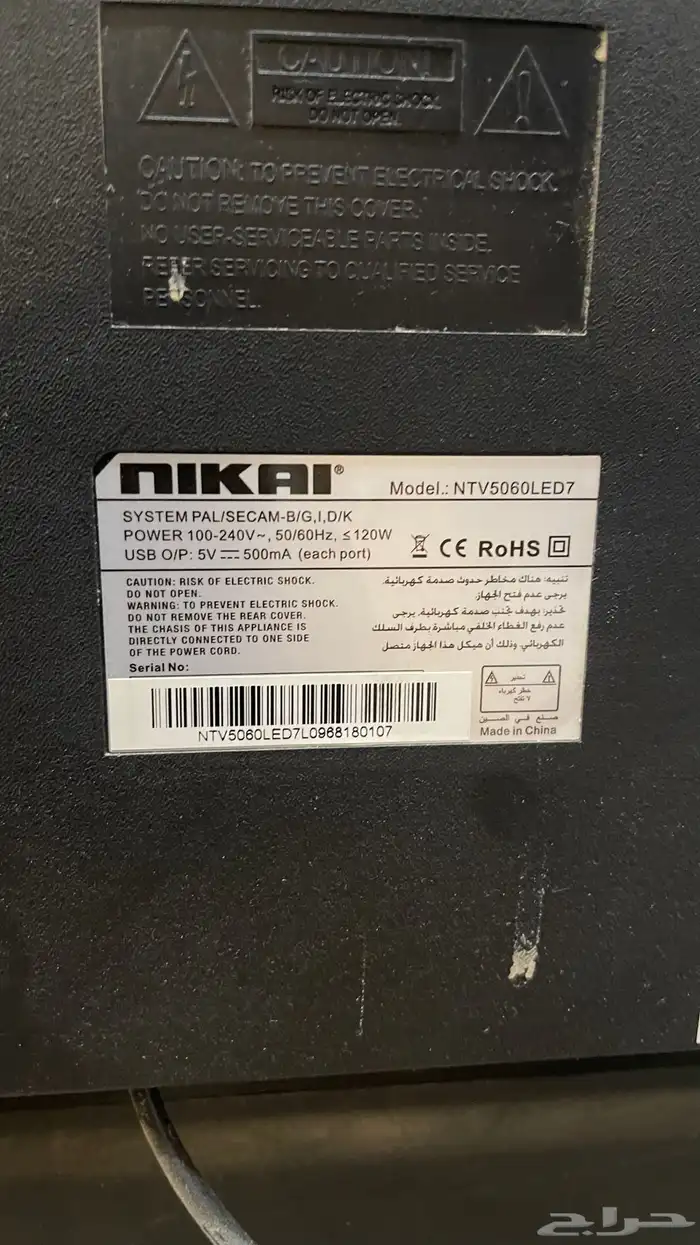 CAUTION!
RISK OF ELECTRIC SHOCK.
DO NOT OPEN.
CAUTION: TO PREVENT ELECTRICAL SHOCK.
DO NOT REMOVE THIS COVER.
NO USER-SERVICEABLE PARTS INSIDE.
REFER SERVICING TO QUALIFIED SERVICE
PERSONNEL.
NIKAI®
Model.: NTV5060LED7
SYSTEM PAL/SECAM-B/G,I,D/K
POWER 100-240V~, 50/60Hz, ≤120W
USB O/P: 5V⎓500mA (each port)
CE RoHS
CAUTION: RISK OF ELECTRIC SHOCK.
DO NOT OPEN.
WARNING: TO PREVENT ELECTRIC SHOCK.
DO NOT REMOVE THE REAR COVER.
THE CHASIS OF THIS APPLIANCE IS
DIRECTLY CONNECTED TO ONE SIDE
OF THE POWER CORD.
تنبيه: هناك مخاطر حدوث صدمة كهربائية.
يرجى عدم فتح الجهاز.
تحذير: بهدف تجنب صدمة كهربائية. يرجى
عدم رفع الغطاء الخلفي مباشرة بطرف السلك
الكهربائي. وذلك أن هيكل هذا الجهاز متصل
Serial No:
NTV5060LED7L0968180107
تحذير
خطر كهرباء
لا تفتح
صنع في الصين
Made in China
حراج